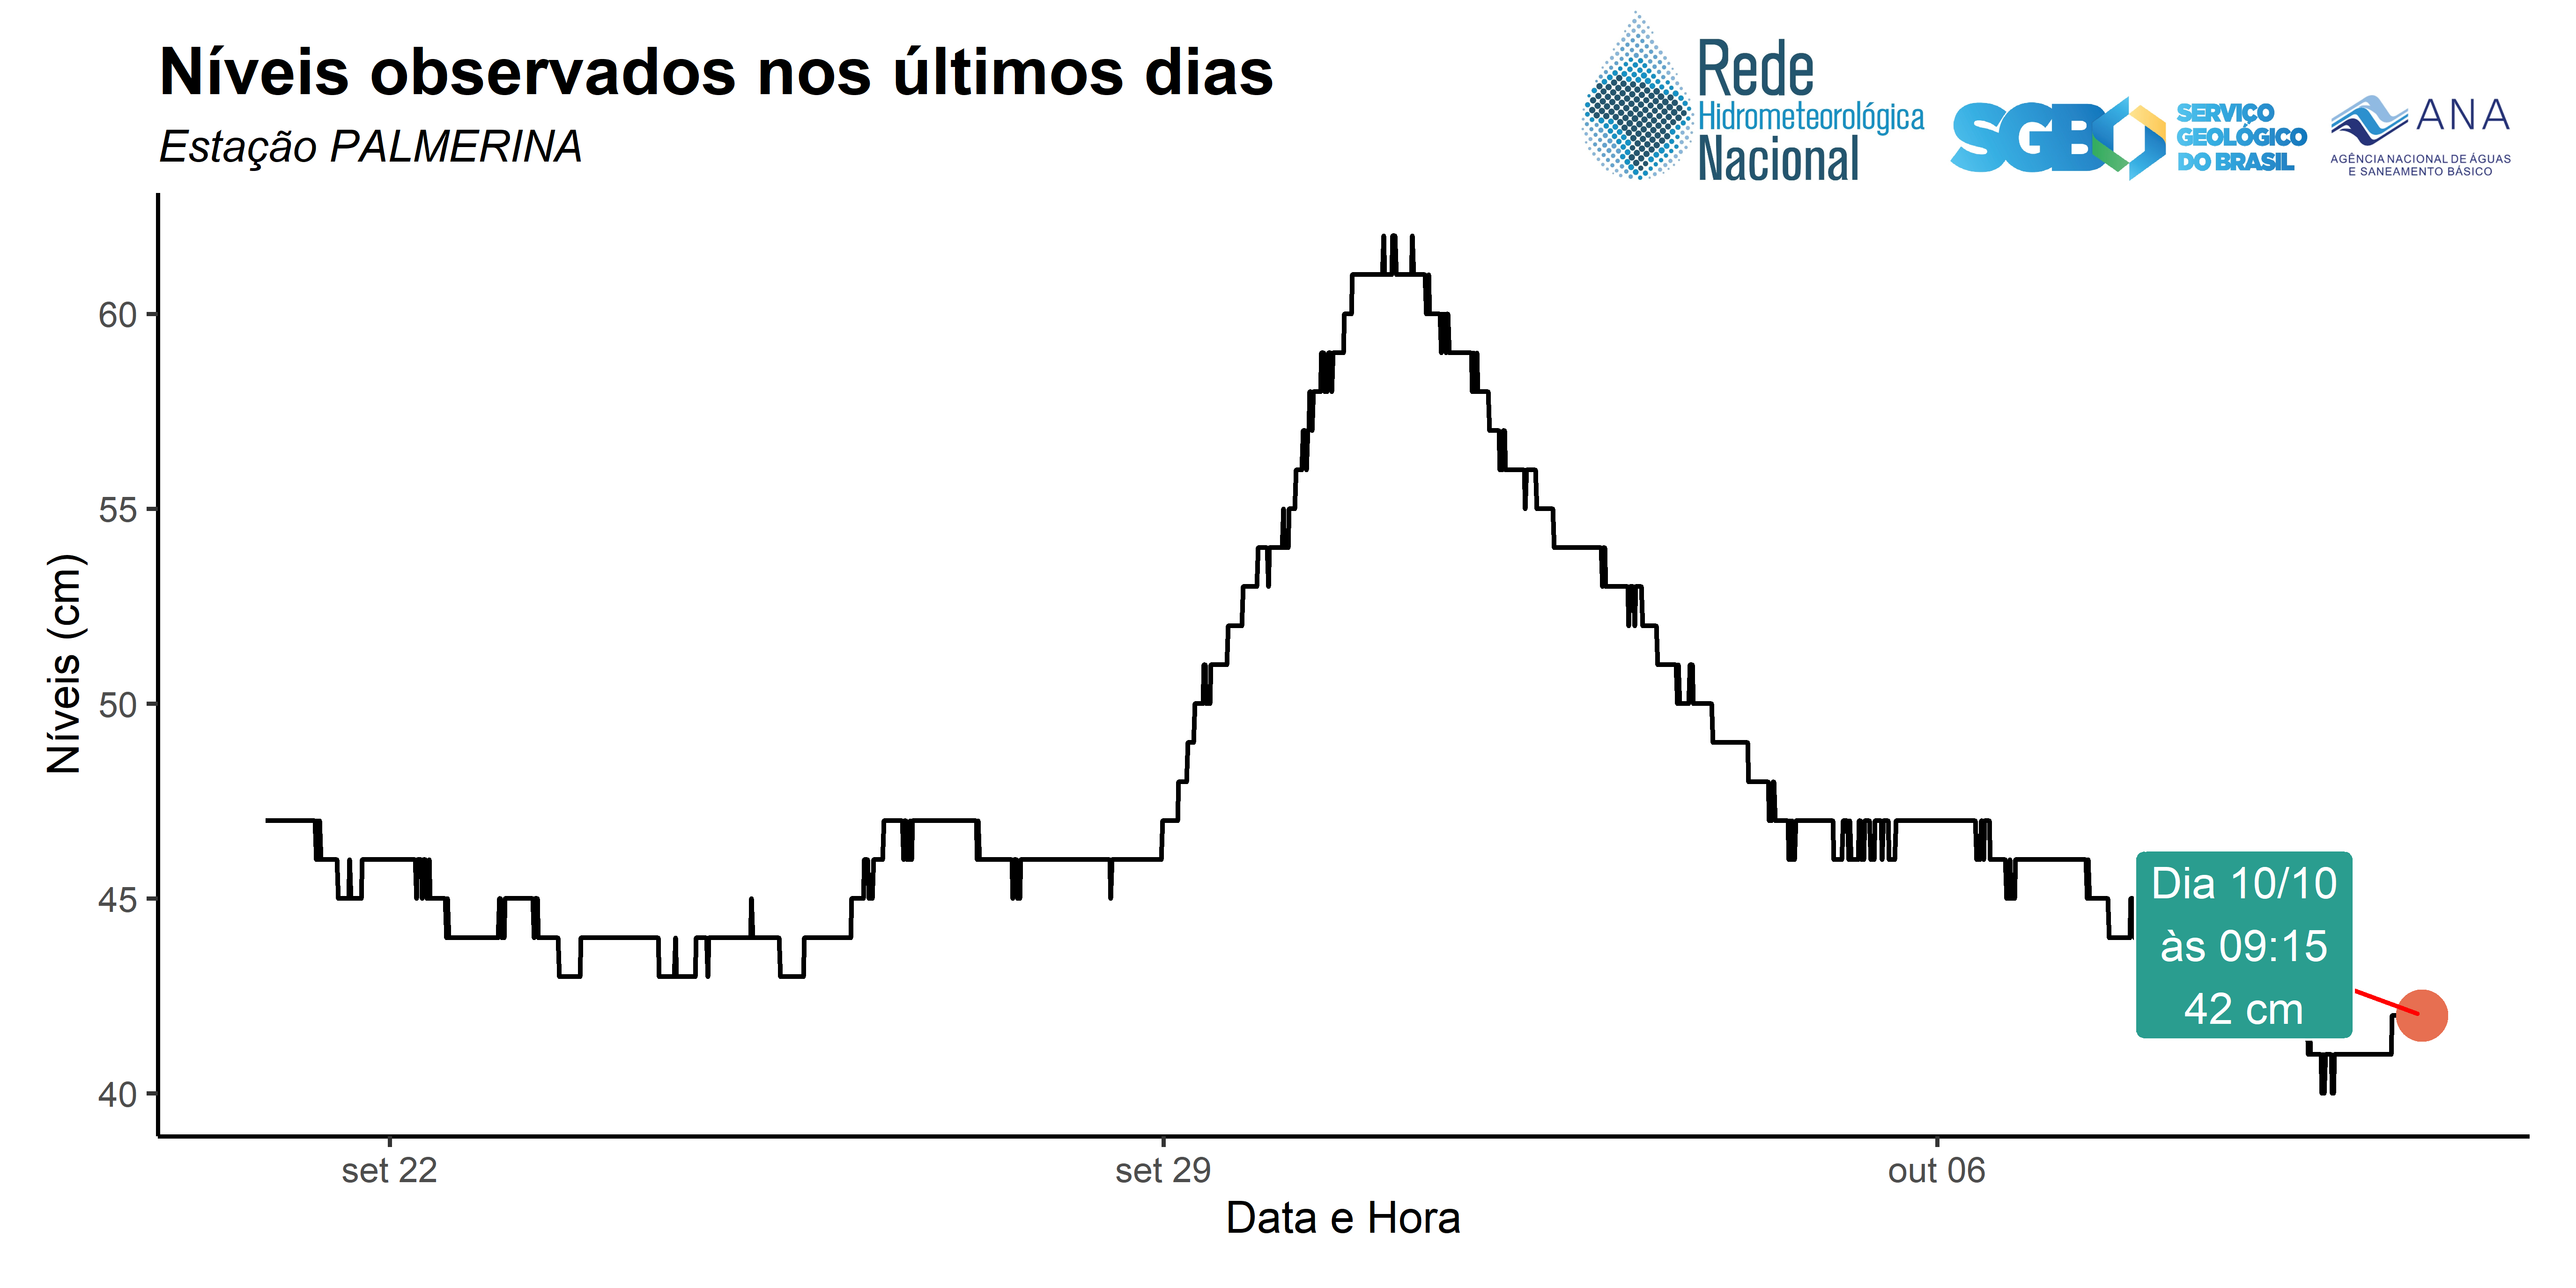 Níveis observados nos últimos dias
Estação PALMERINA
Rede
Hidrometeorológica
Nacional
SGB
SERVIÇO
GEOLÓGICO
DO BRASIL
ANA
AGÊNCIA NACIONAL DE ÁGUAS
E SANEAMENTO BÁSICO
Níveis (cm)
60
55
50
45
40
Dia 10/10
às 09:15
42 cm
set 22
set 29
out 06
Data e Hora